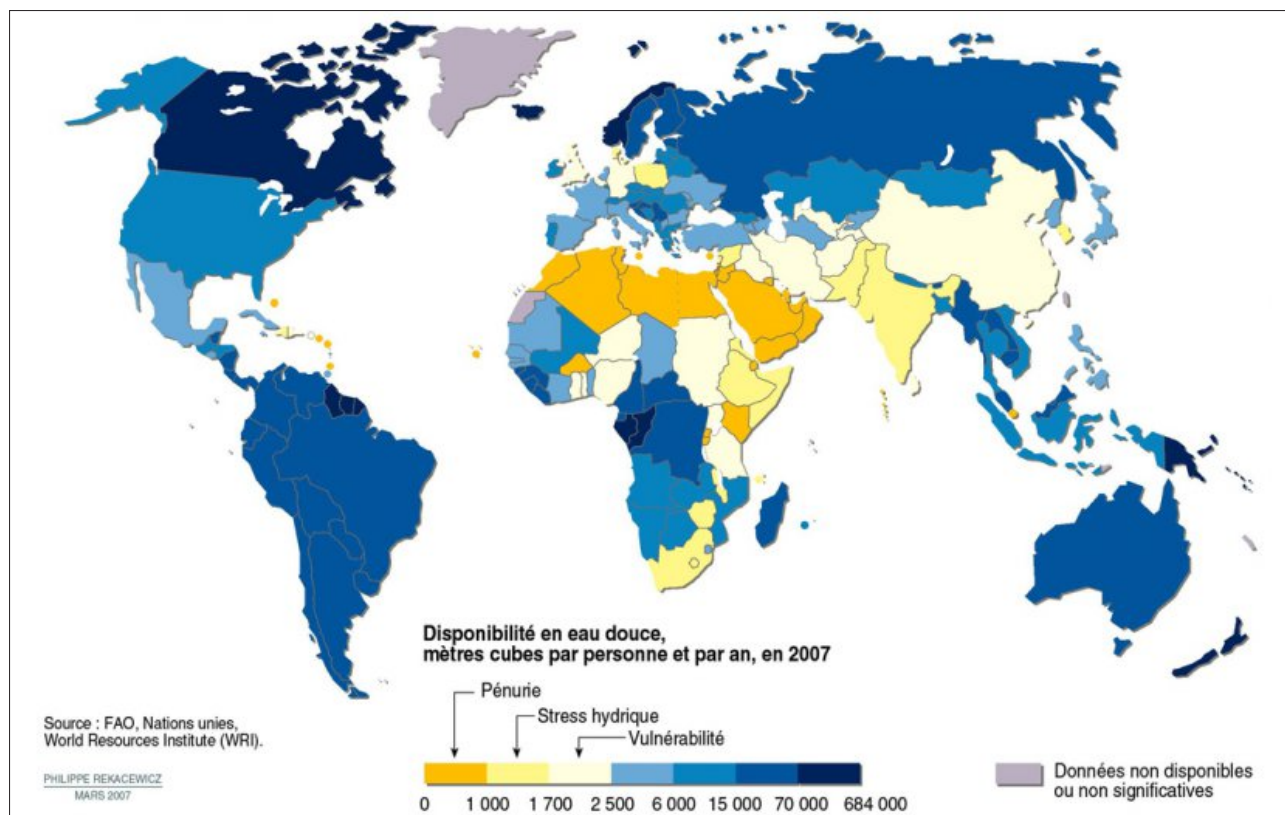 Disponibilité en eau douce,
mètres cubes par personne et par an, en 2007
Pénurie
Stress hydrique
Vulnérabilité
0 1 000 1 700 2 500 6 000 15 000 70 000 684 000
Source : FAO, Nations unies,
World Resources Institute (WRI).
PHILIPPE REKACEWICZ
MARS 2007
Données non disponibles
ou non significatives